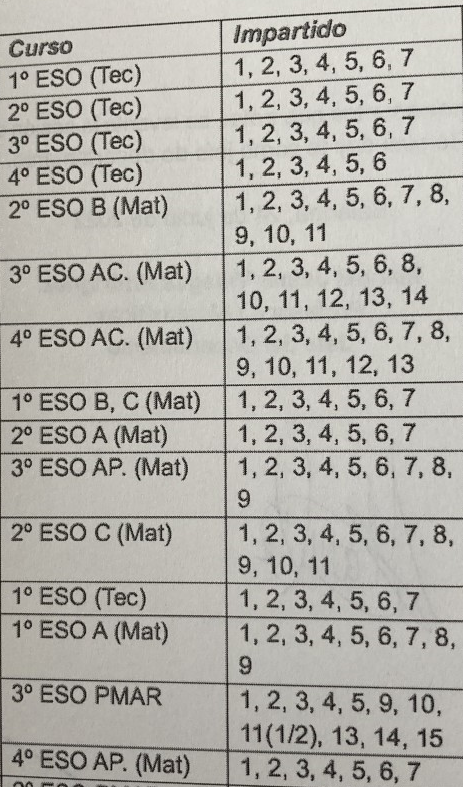 Curso Impartido
1º ESO (Tec) 1, 2, 3, 4, 5, 6, 7
2º ESO (Tec) 1, 2, 3, 4, 5, 6, 7
3º ESO (Tec) 1, 2, 3, 4, 5, 6, 7
4º ESO (Tec) 1, 2, 3, 4, 5, 6
2º ESO B (Mat) 1, 2, 3, 4, 5, 6, 7, 8,
9, 10, 11
3º ESO AC. (Mat) 1, 2, 3, 4, 5, 6, 8,
10, 11, 12, 13, 14
4º ESO AC. (Mat) 1, 2, 3, 4, 5, 6, 7, 8,
9, 10, 11, 12, 13
1º ESO B, C (Mat) 1, 2, 3, 4, 5, 6, 7
2º ESO A (Mat) 1, 2, 3, 4, 5, 6, 7
3º ESO AP. (Mat) 1, 2, 3, 4, 5, 6, 7, 8,
9
2º ESO C (Mat) 1, 2, 3, 4, 5, 6, 7, 8,
9, 10, 11
1º ESO (Tec) 1, 2, 3, 4, 5, 6, 7
1º ESO A (Mat) 1, 2, 3, 4, 5, 6, 7, 8,
9
3º ESO PMAR 1, 2, 3, 4, 5, 9, 10,
11(1/2), 13, 14, 15
4º ESO AP. (Mat) 1, 2, 3, 4, 5, 6, 7